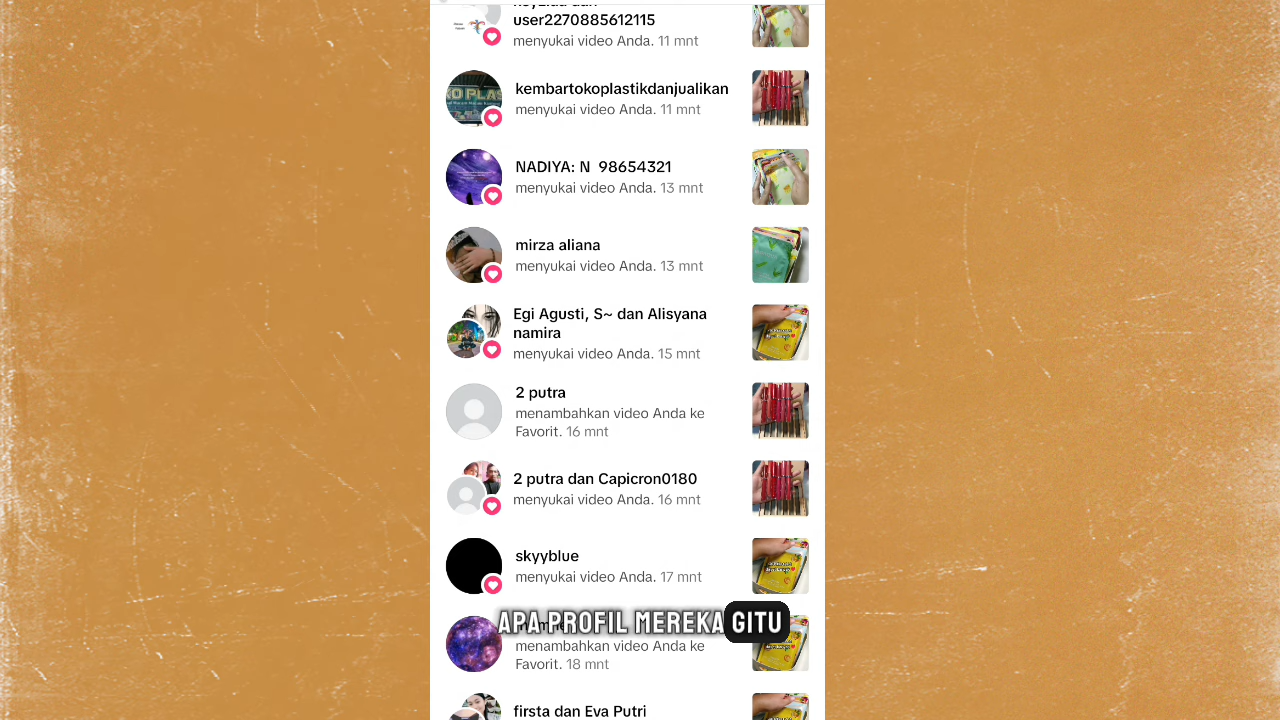 user2270885612115
menyukai video Anda. 11 mnt
kembartokoplastikdanjualikan
menyukai video Anda. 11 mnt
NADIYA: N 98654321
menyukai video Anda. 13 mnt
mirza aliana
menyukai video Anda. 13 mnt
Egi Agusti, S~ dan Alisyana
namira
menyukai video Anda. 15 mnt
2 putra
menambahkan video Anda ke
Favorit. 16 mnt
2 putra dan Capicron0180
menyukai video Anda. 16 mnt
skyyblue
menyukai video Anda. 17 mnt
APA PROFIL MEREKA GITU
menambahkan video Anda ke
Favorit. 18 mnt
firsta dan Eva Putri